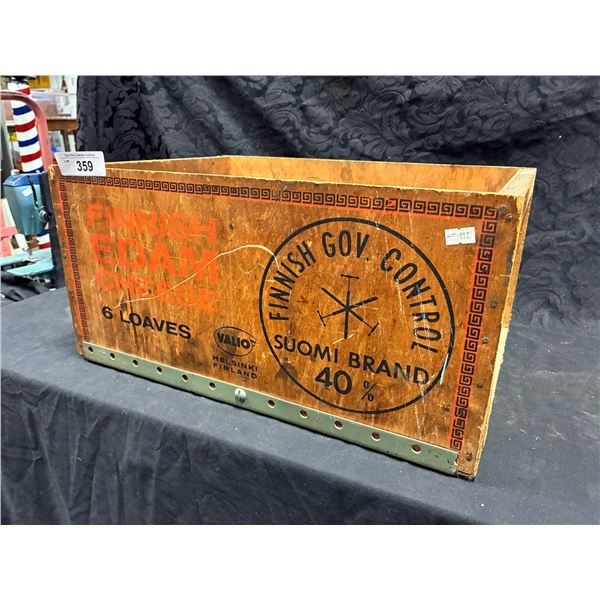 359
FINNISH
EDAM
CHEESE
6 LOAVES
VALIO
HELSINKI
FINLAND
FINNISH GOV. CONTROL
SUOMI BRAND
40%